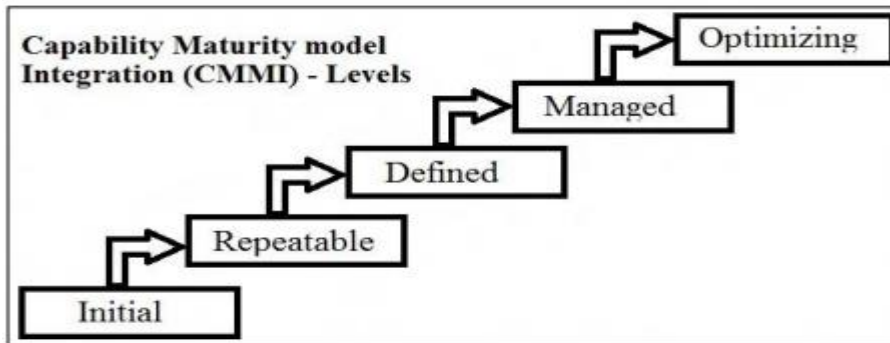 Capability Maturity model
Integration (CMMI) - Levels
Optimizing
Managed
Defined
Repeatable
Initial